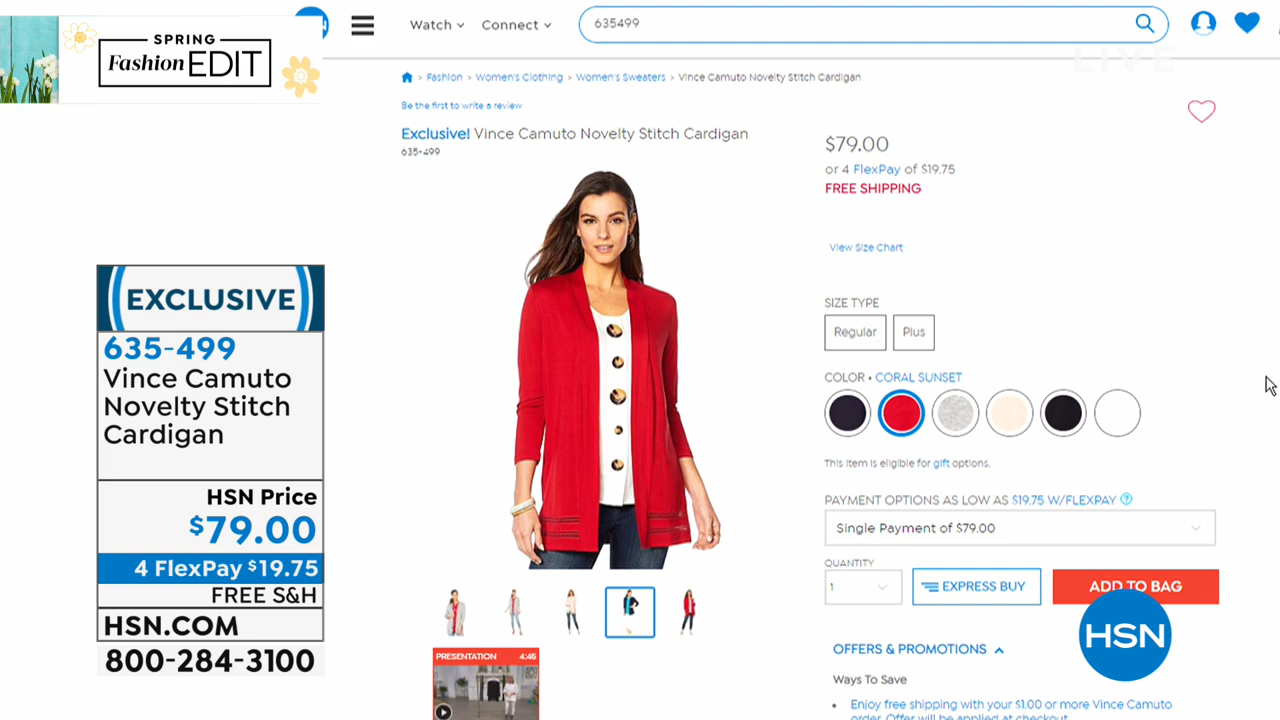 SPRING
Fashion EDIT
Watch
Connect
635499
LIVE
Fashion > Women's Clothing > Women's Sweaters > Vince Camuto Novelty Stitch Cardigan
Be the first to write a review
Exclusive! Vince Camuto Novelty Stitch Cardigan
635-499
$79.00
or 4 FlexPay of $19.75
FREE SHIPPING
View Size Chart
SIZE TYPE
Regular
Plus
COLOR • CORAL SUNSET
This item is eligible for gift options.
PAYMENT OPTIONS AS LOW AS $19.75 W/FLEXPAY ?
Single Payment of $79.00
QUANTITY
1
EXPRESS BUY
ADD TO BAG
HSN
OFFERS & PROMOTIONS
Ways To Save
• Enjoy free shipping with your $1.00 or more Vince Camuto
order. Offer will be applied at checkout.
PRESENTATION 4:45
EXCLUSIVE
635-499
Vince Camuto
Novelty Stitch
Cardigan
HSN Price
$79.00
4 FlexPay $19.75
FREE S&H
HSN.COM
800-284-3100